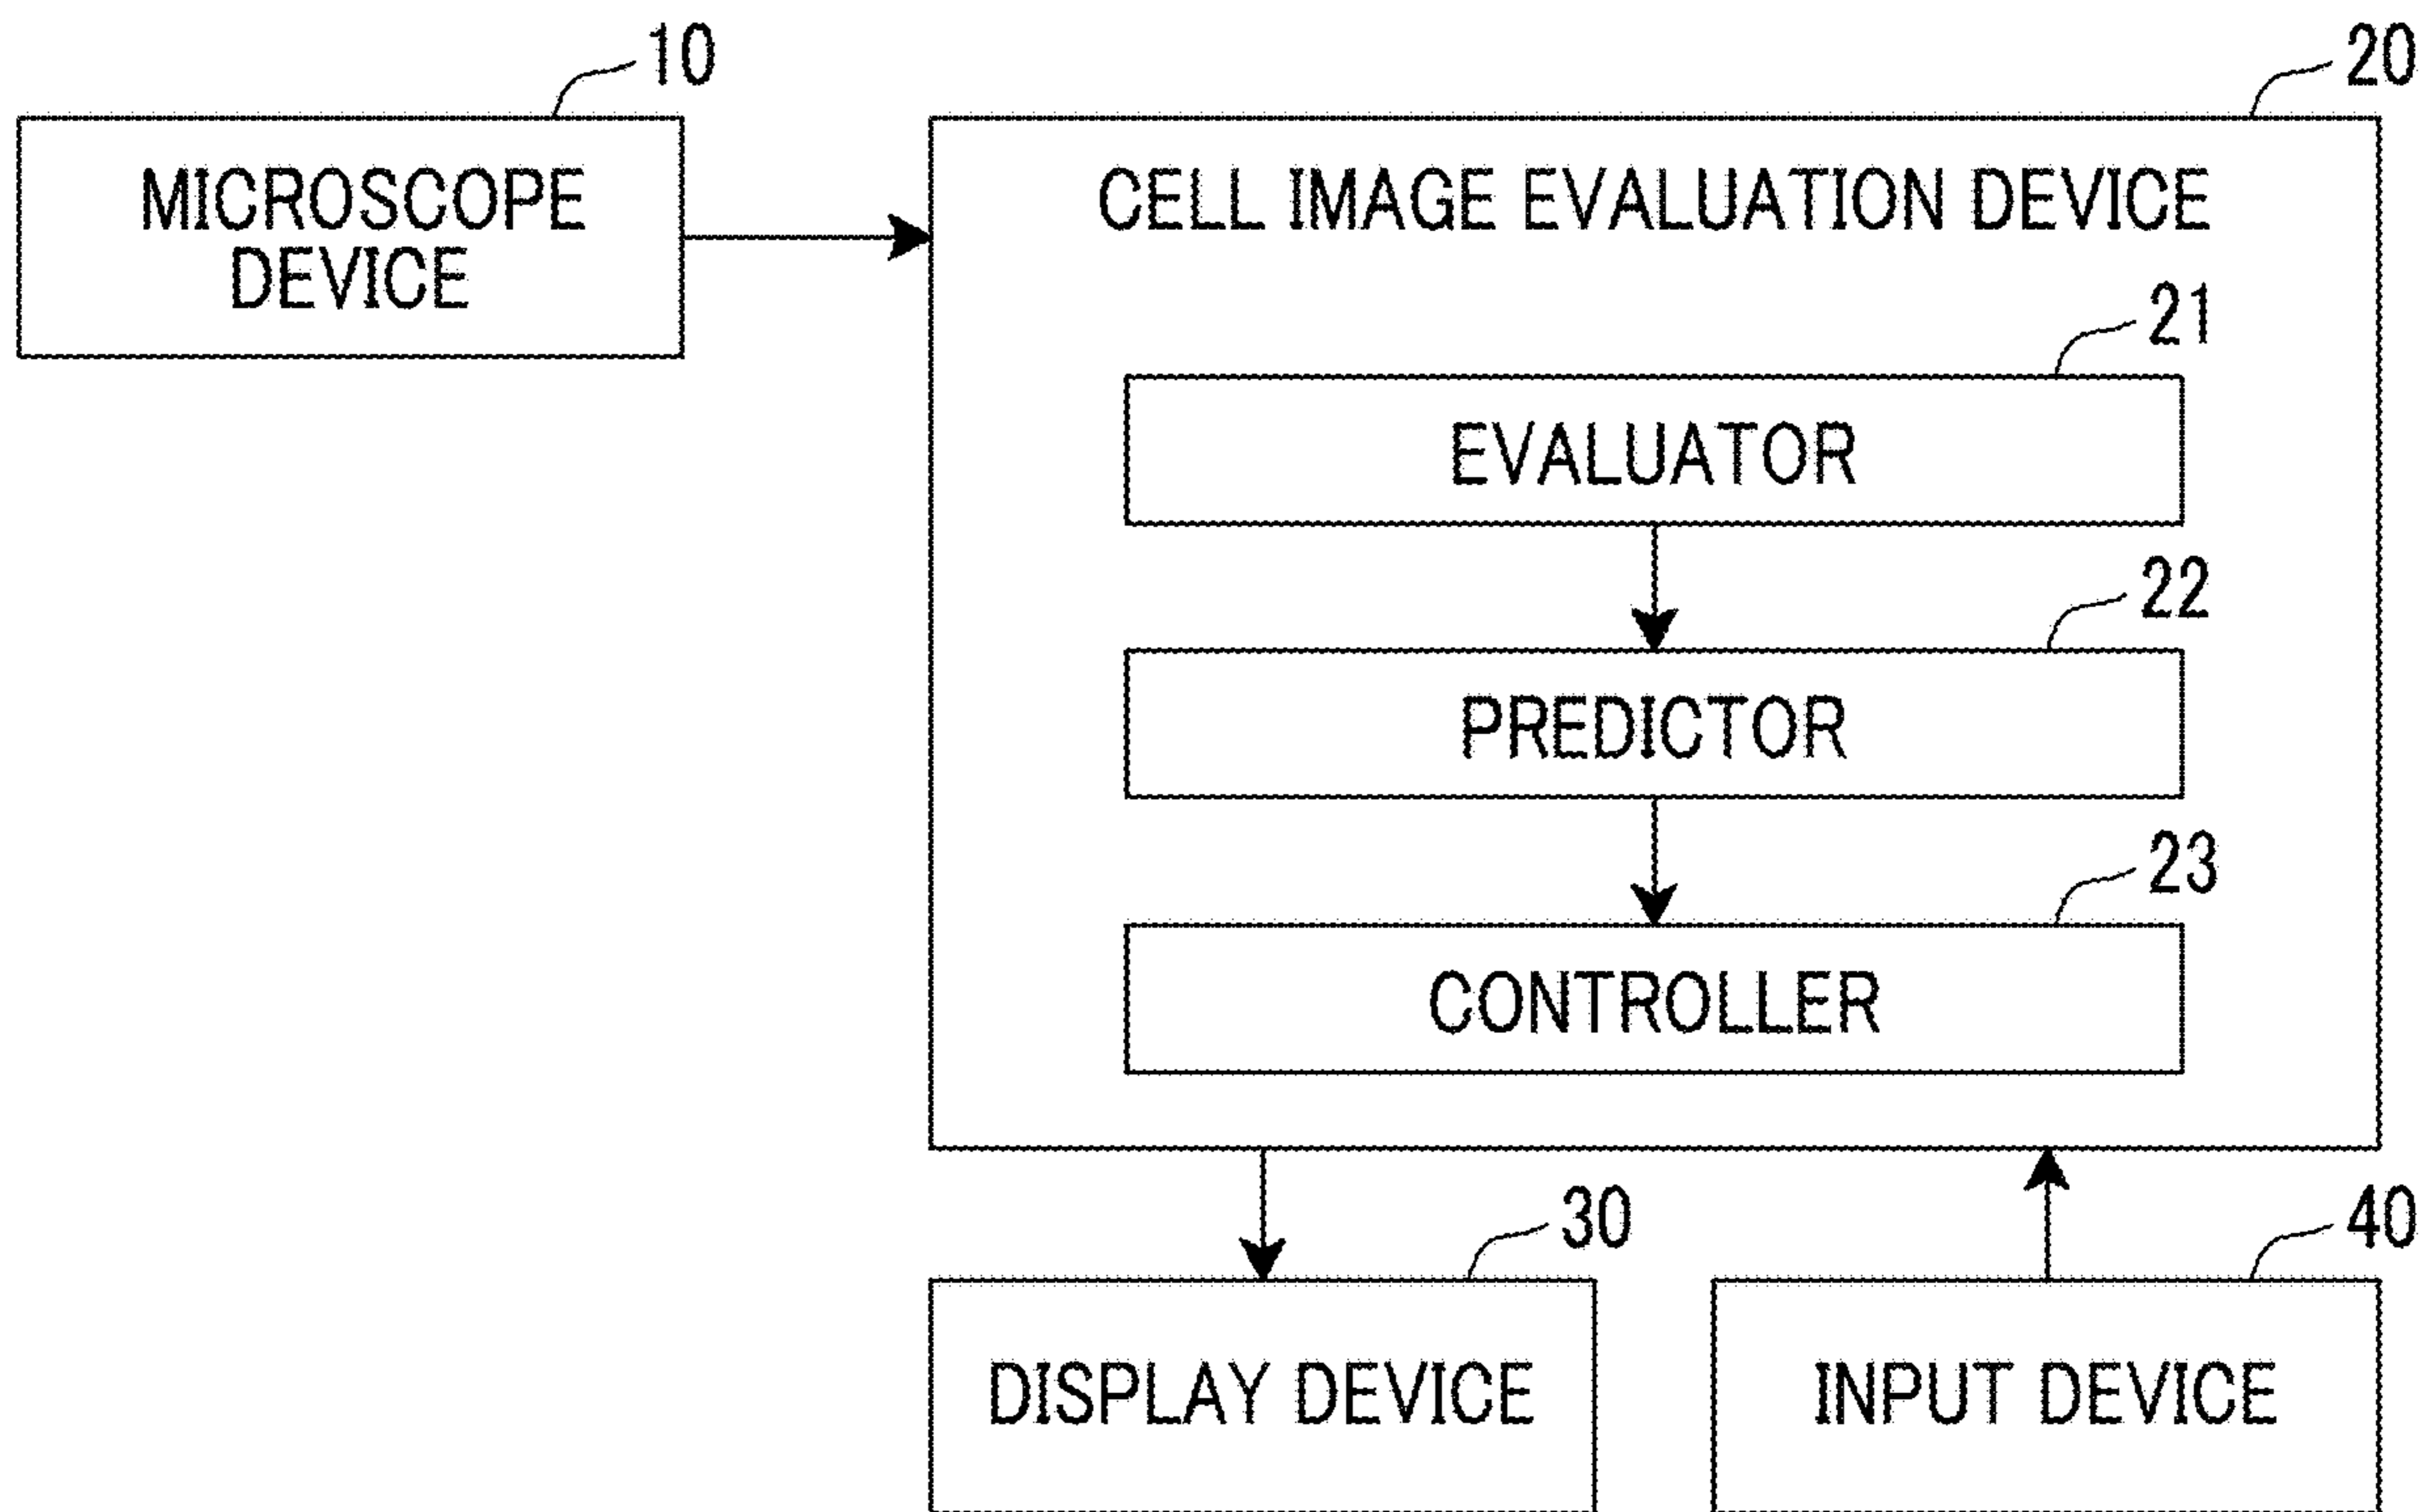 10
20
MICROSCOPE
DEVICE
CELL IMAGE EVALUATION DEVICE
21
EVALUATOR
22
PREDICTOR
23
CONTROLLER
30
40
DISPLAY DEVICE
INPUT DEVICE